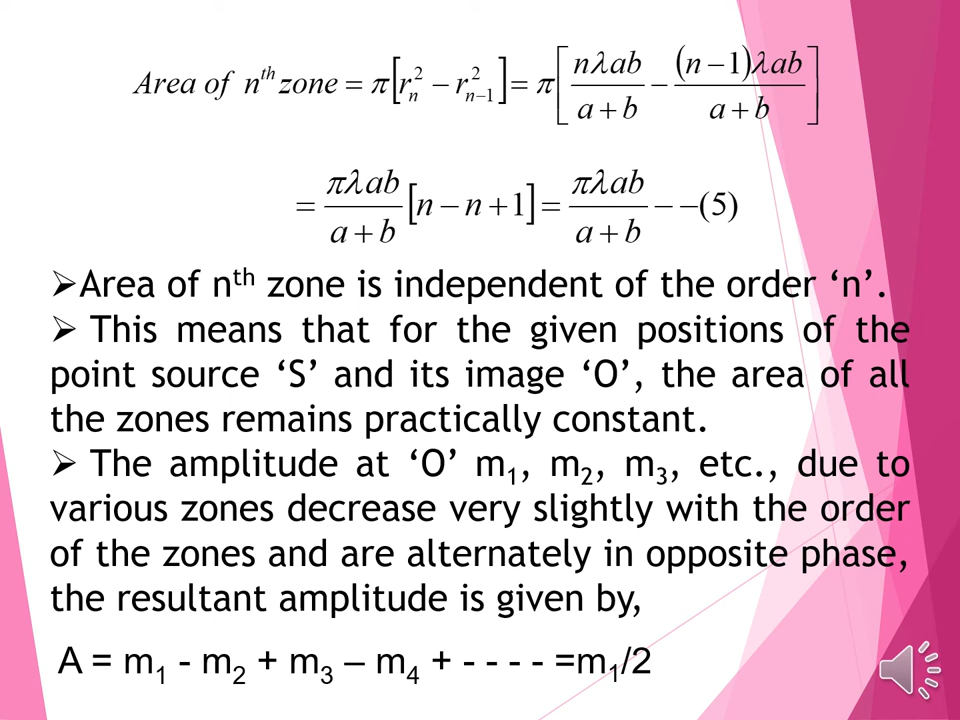 Area of n^th zone = π[r_n^2 − r_{n−1}^2] = π[nλab/(a + b) − (n − 1)λab/(a + b)]
= πλab/(a + b) [n − n + 1] = πλab/(a + b) − −(5)
➢Area of n^th zone is independent of the order ‘n’.
➢ This means that for the given positions of the
point source ‘S’ and its image ‘O’, the area of all
the zones remains practically constant.
➢ The amplitude at ‘O’ m₁, m₂, m₃, etc., due to
various zones decrease very slightly with the order
of the zones and are alternately in opposite phase,
the resultant amplitude is given by,
A = m₁ - m₂ + m₃ – m₄ + - - - - =m₁/2